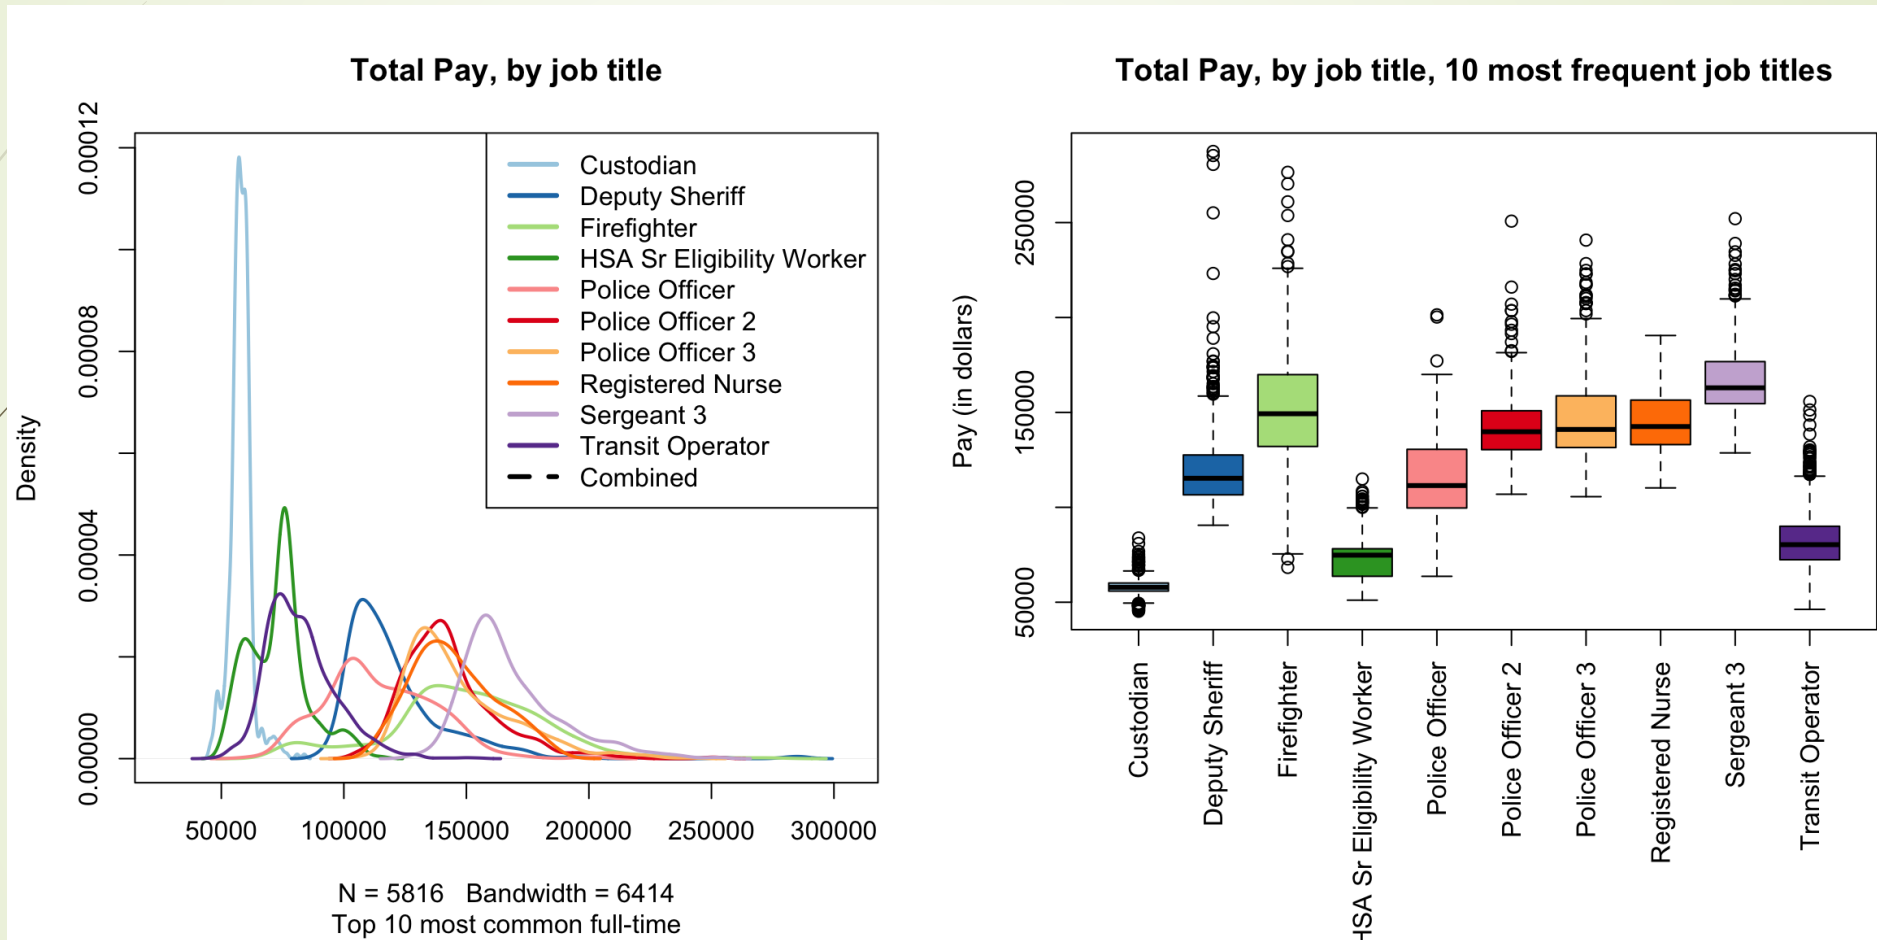 Total Pay, by job title
Density
0.00000
0.00004
0.00008
0.00012
Custodian
Deputy Sheriff
Firefighter
HSA Sr Eligibility Worker
Police Officer
Police Officer 2
Police Officer 3
Registered Nurse
Sergeant 3
Transit Operator
Combined
50000 100000 150000 200000 250000 300000
N = 5816 Bandwidth = 6414
Top 10 most common full-time
Total Pay, by job title, 10 most frequent job titles
Pay (in dollars)
50000
150000
250000
Custodian
Deputy Sheriff
Firefighter
HSA Sr Eligibility Worker
Police Officer
Police Officer 2
Police Officer 3
Registered Nurse
Sergeant 3
Transit Operator